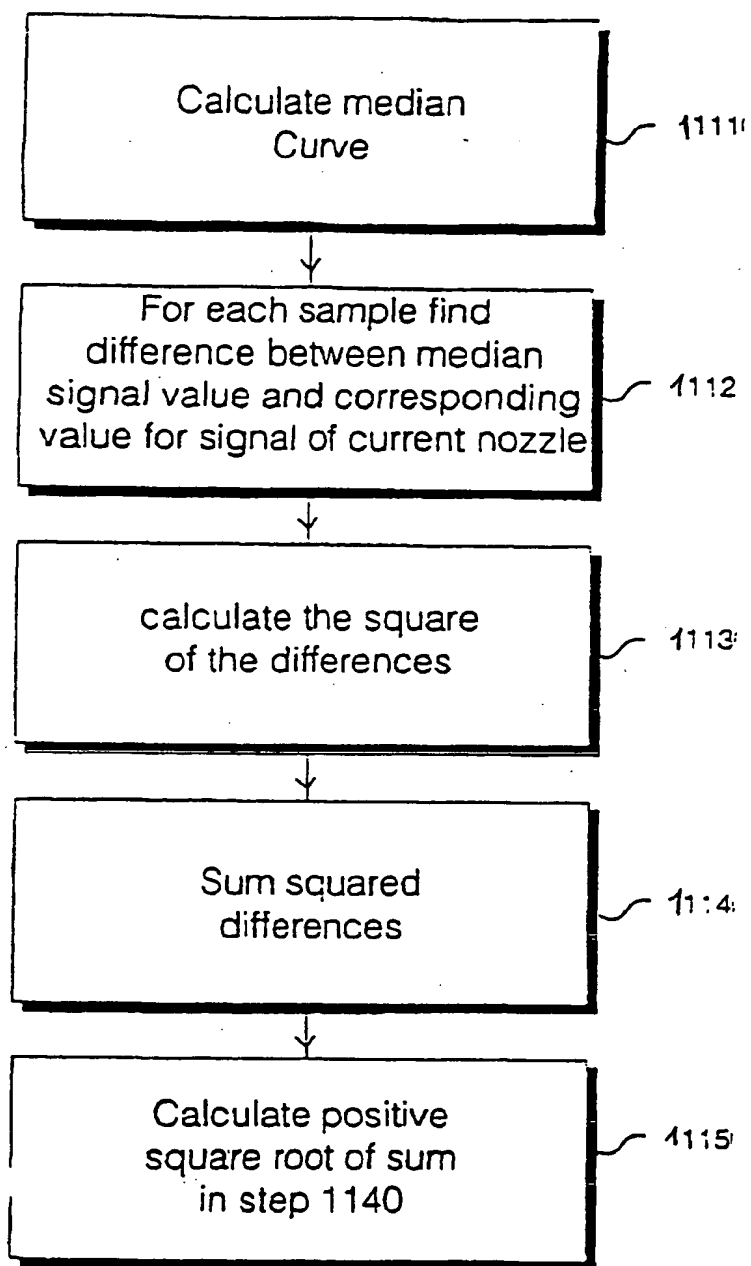 Calculate median
Curve
1111
For each sample find
difference between median
signal value and corresponding
value for signal of current nozzle
1112
calculate the square
of the differences
1113
Sum squared
differences
1114
Calculate positive
square root of sum
in step 1140
1115